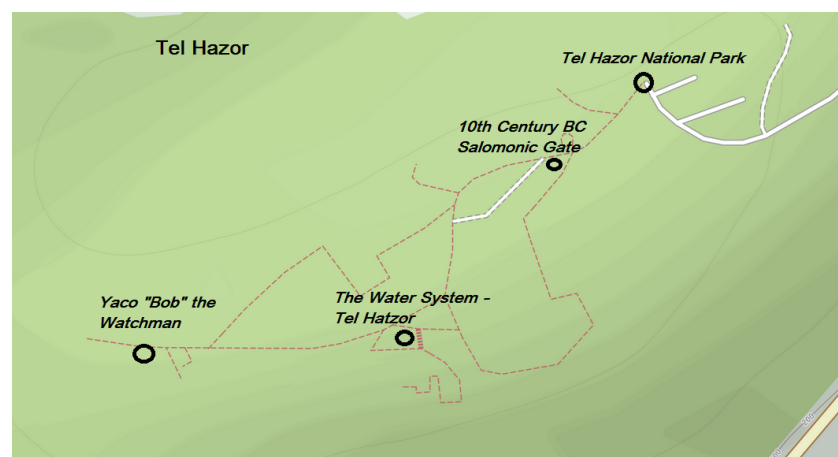 Tel Hazor
Tel Hazor National Park
10th Century BC
Salomonic Gate
Yaco "Bob" the
Watchman
The Water System -
Tel Hatzor
200